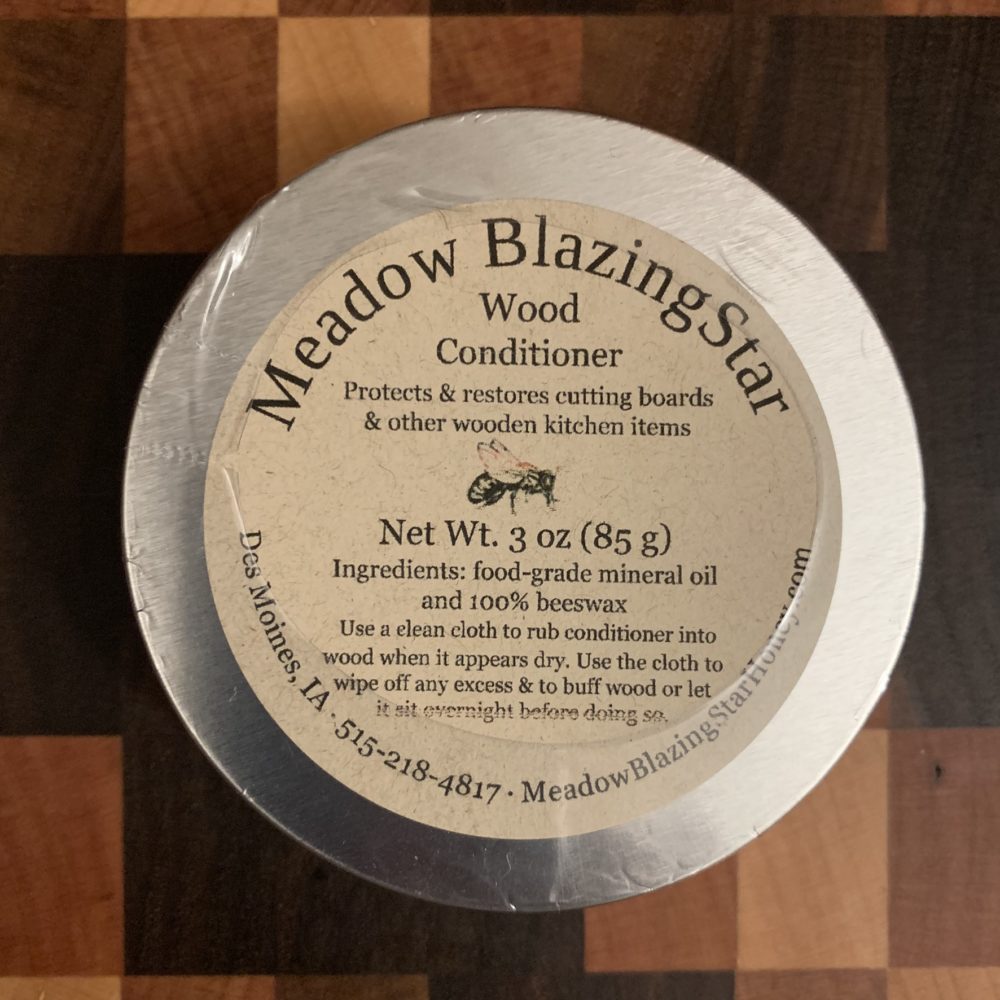 Meadow BlazingStar
Wood
Conditioner
Protects & restores cutting boards
& other wooden kitchen items
Net Wt. 3 oz (85 g)
Ingredients: food-grade mineral oil
and 100% beeswax
Use a clean cloth to rub conditioner into
wood when it appears dry. Use the cloth to
wipe off any excess & to buff wood or let
it sit overnight before doing so.
Des Moines, IA · 515-218-4817 · MeadowBlazingStarHoney.com